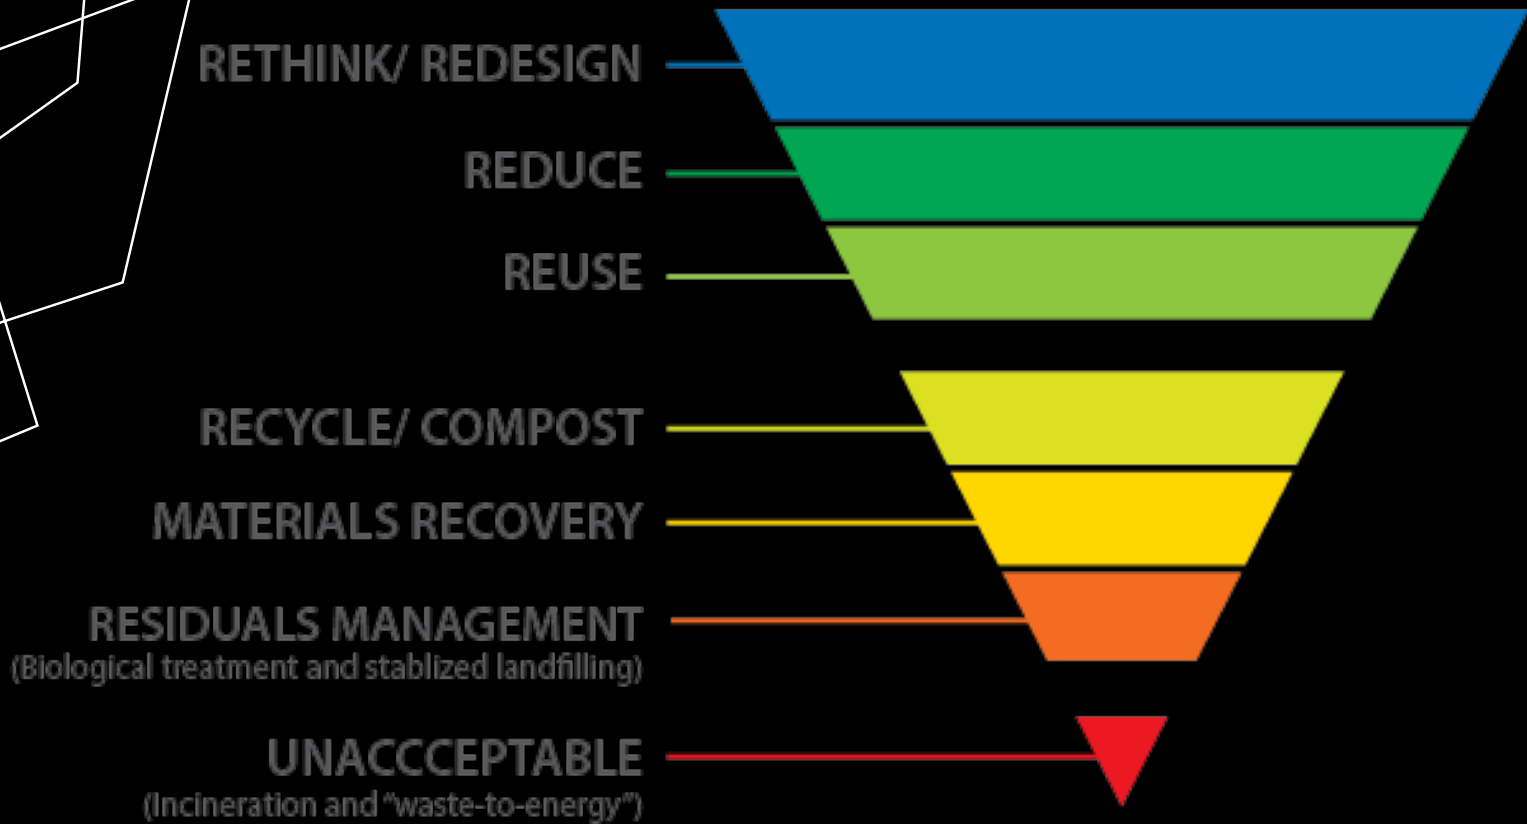 RETHINK/ REDESIGN
REDUCE
REUSE
RECYCLE/ COMPOST
MATERIALS RECOVERY
RESIDUALS MANAGEMENT
(Biological treatment and stablized landfilling)
UNACCCEPTABLE
(Incineration and “waste-to-energy”)